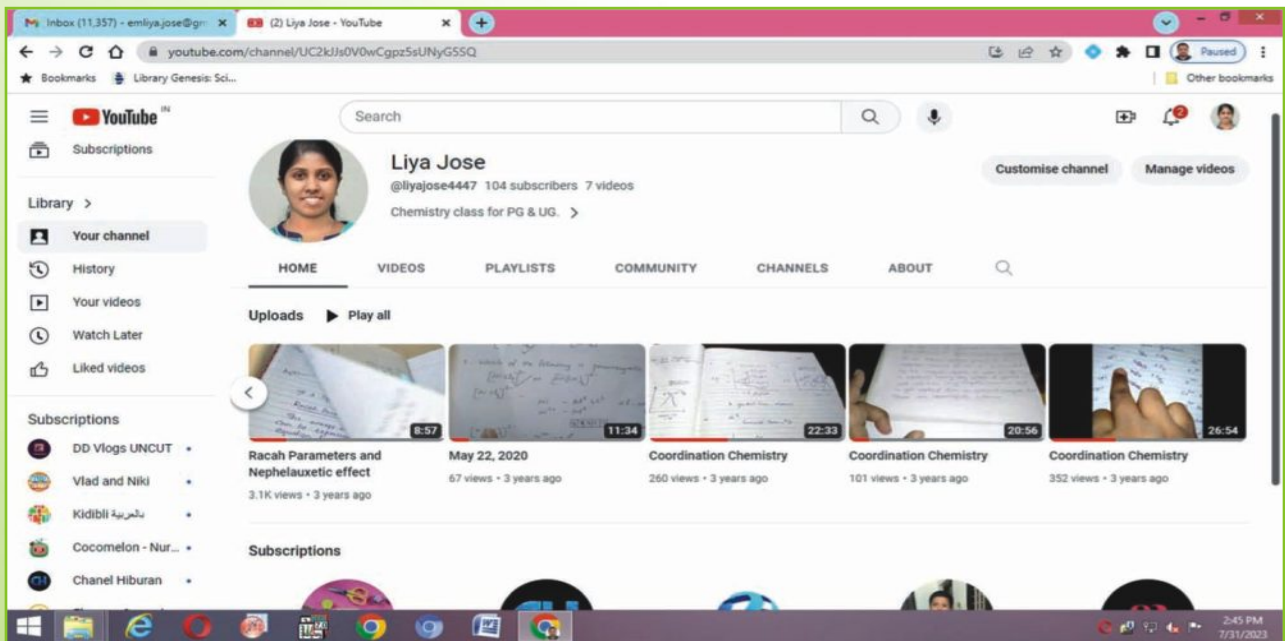 Inbox (11,357) - emliya.jose@gm
(2) Liya Jose - YouTube
youtube.com/channel/UC2kJJs0V0wCgpz5sUNyG5SQ
Paused
Bookmarks
Library Genesis: Sci...
Other bookmarks
YouTube IN
Search
2
Subscriptions
Library
Your channel
History
Your videos
Watch Later
Liked videos
Subscriptions
DD Vlogs UNCUT
Vlad and Niki
Kidibli بالعربية
Cocomelon - Nur...
Chanel Hiburan
Liya Jose
@liyajose4447 104 subscribers 7 videos
Chemistry class for PG & UG.
Customise channel
Manage videos
HOME VIDEOS PLAYLISTS COMMUNITY CHANNELS ABOUT
Uploads Play all
8:57
11:34
22:33
20:56
26:54
Racah Parameters and
Nephelauxetic effect
3.1K views • 3 years ago
May 22, 2020
67 views • 3 years ago
Coordination Chemistry
260 views • 3 years ago
Coordination Chemistry
101 views • 3 years ago
Coordination Chemistry
352 views • 3 years ago
Subscriptions
2:45 PM
7/31/2023